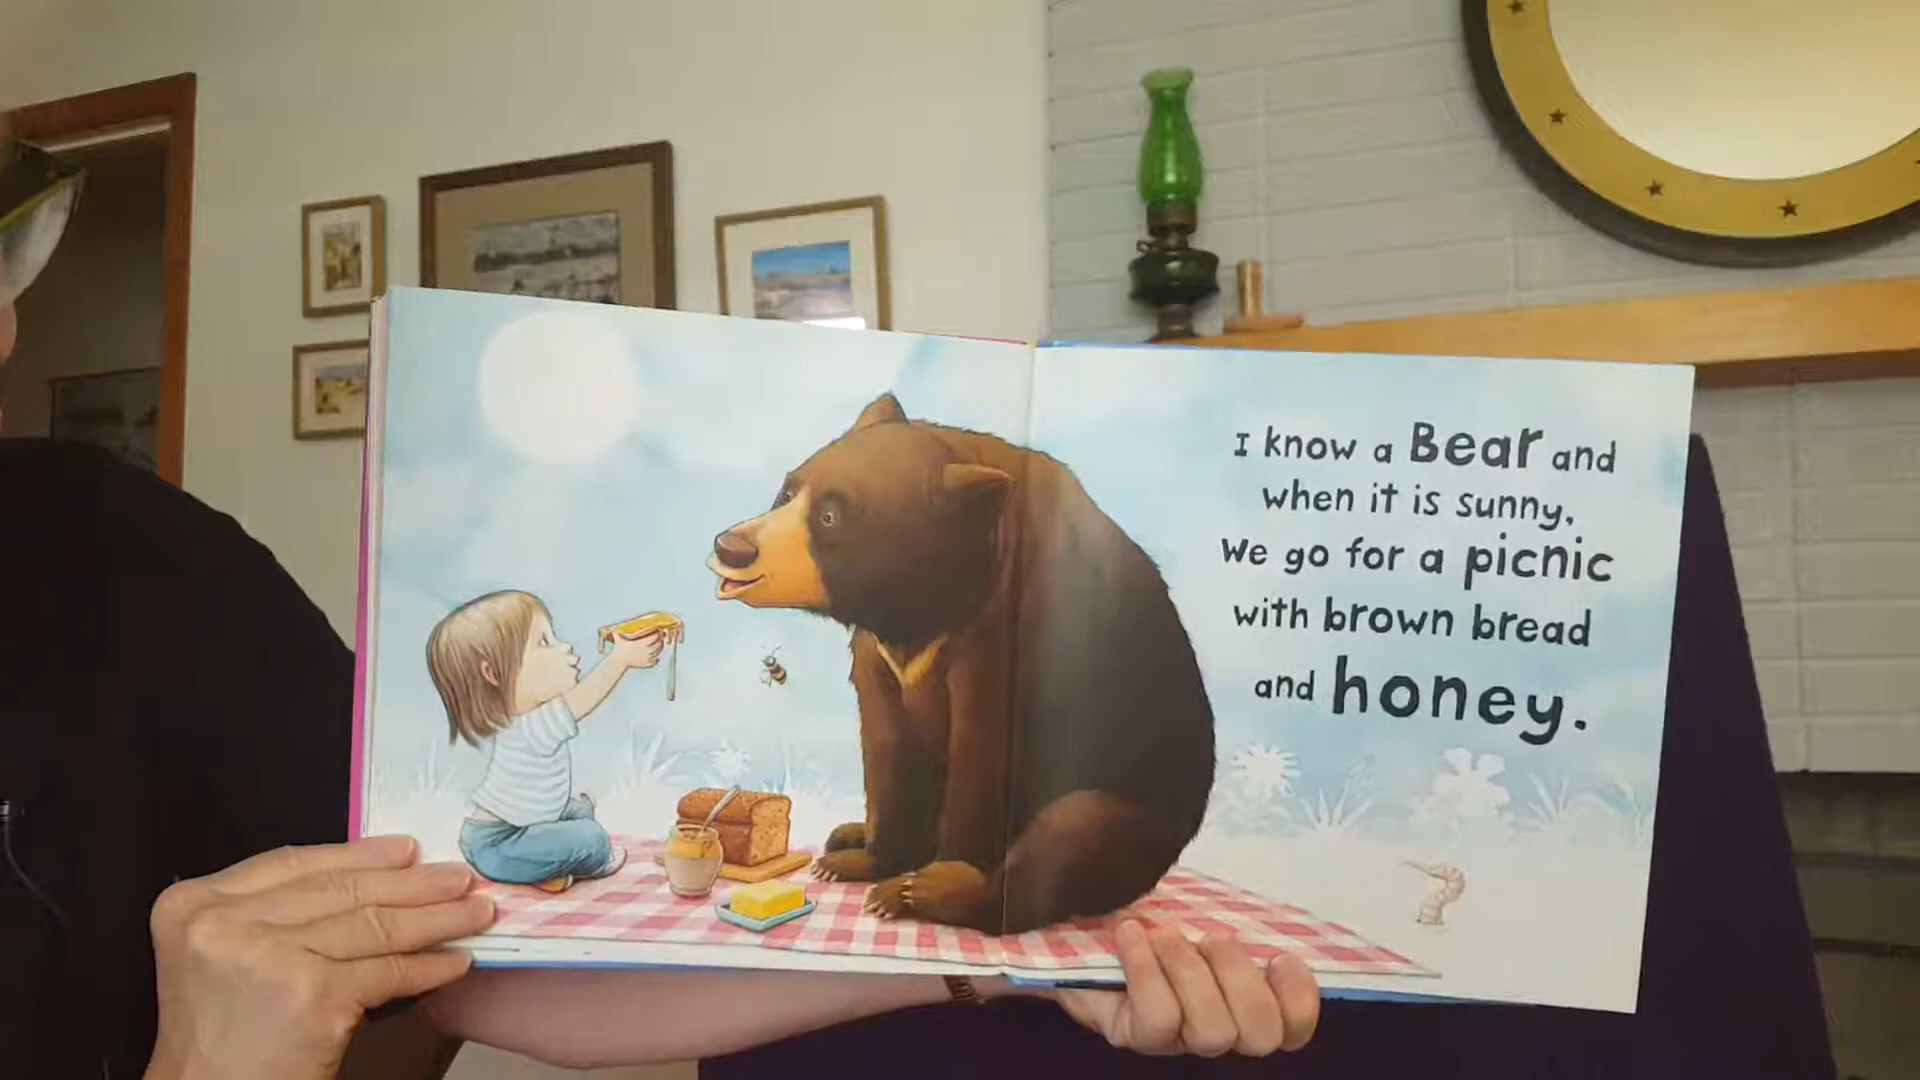 I know a Bear and
when it is sunny,
We go for a picnic
with brown bread
and honey.